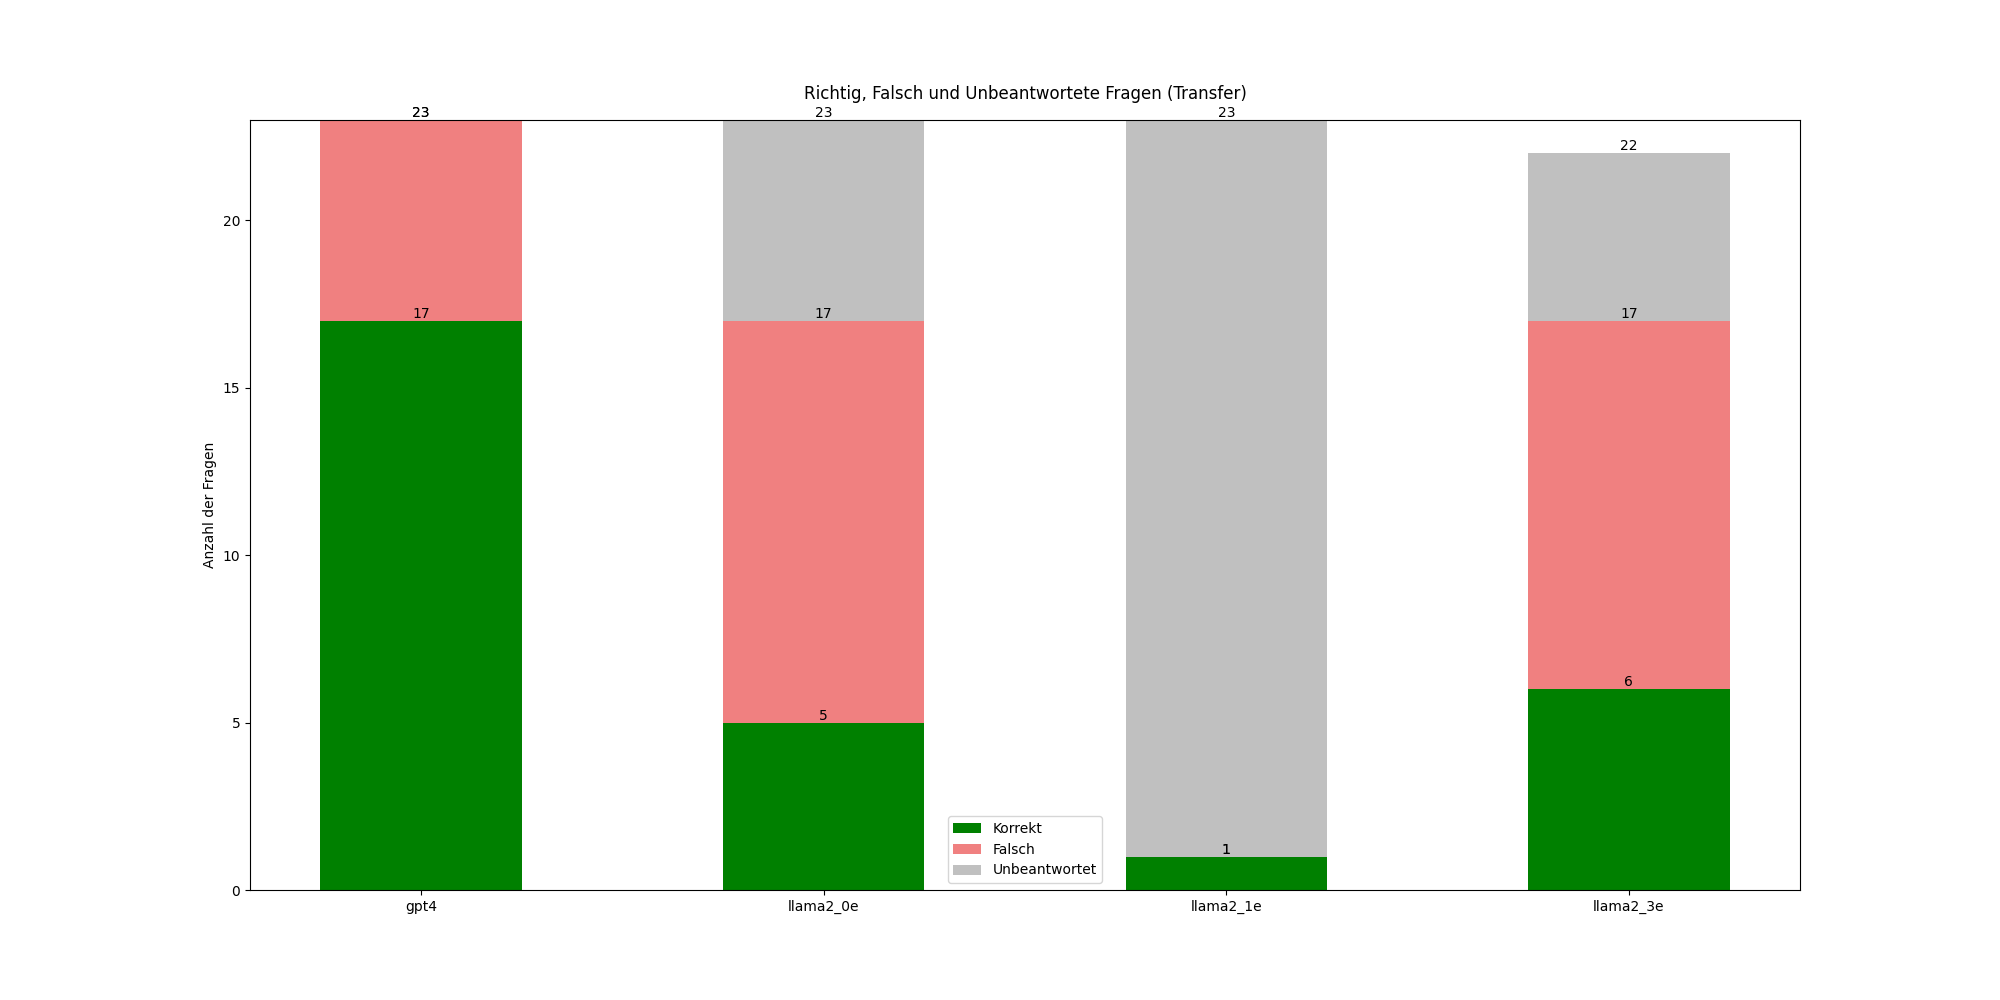 Richtig, Falsch und Unbeantwortete Fragen (Transfer)
23
23
23
22
20
17
17
17
15
Anzahl der Fragen
10
6
5
5
1
0
Korrekt
Falsch
Unbeantwortet
gpt4
llama2_0e
llama2_1e
llama2_3e